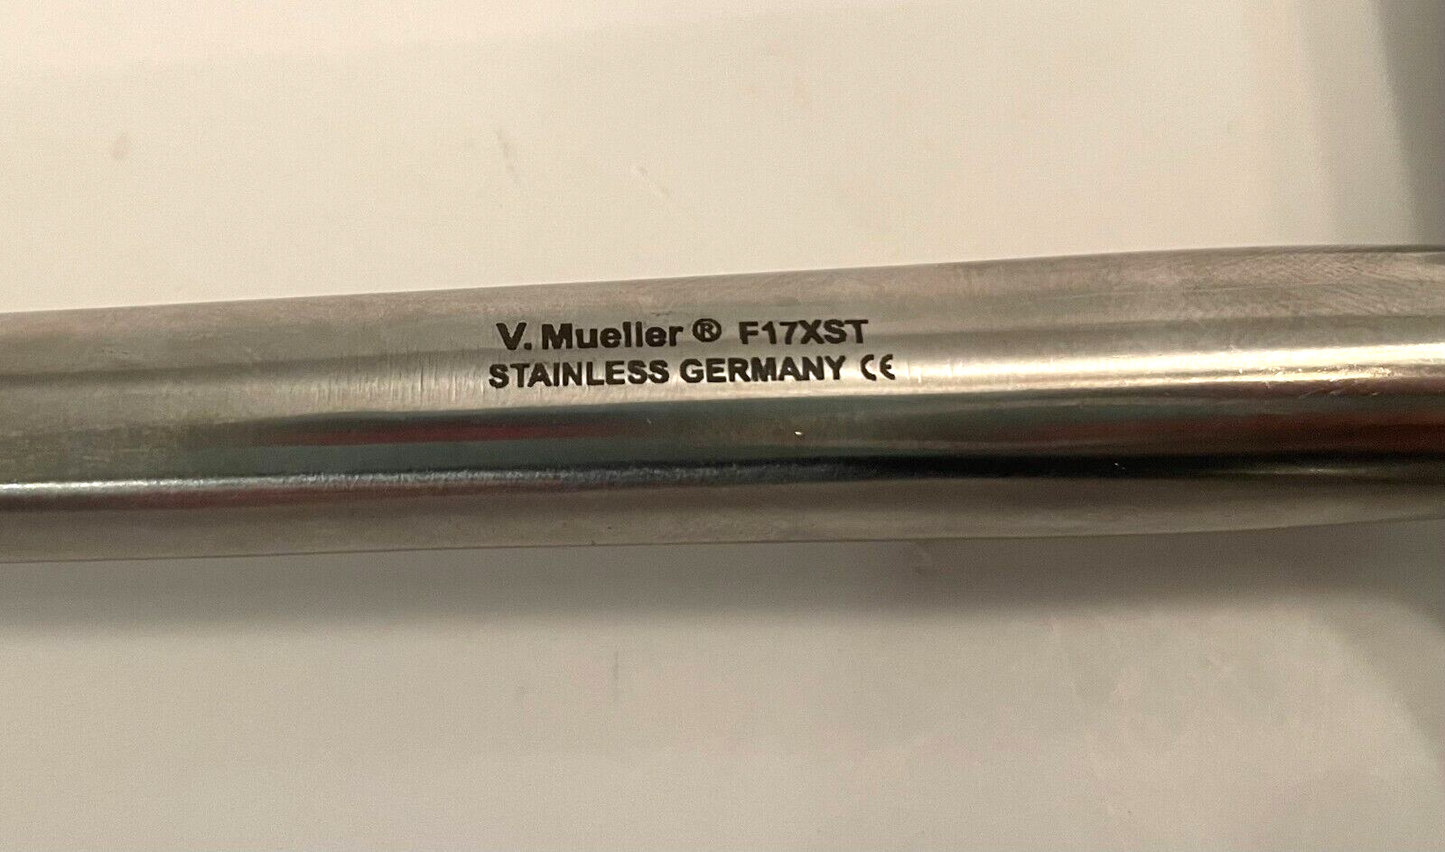 V. Mueller® F17XST
STAINLESS GERMANY CE